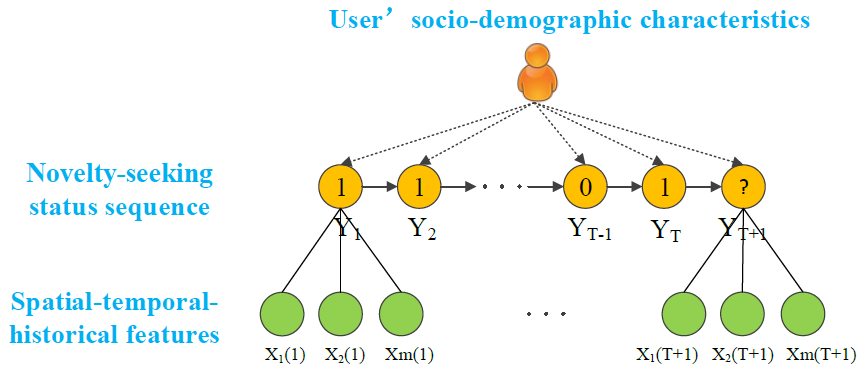 User’ socio-demographic characteristics
Novelty-seeking
status sequence
1 1 · · · 0 1 ?
Y1 Y2 YT-1 YT YT+1
Spatial-temporal-
historical features
· · ·
X1(1) X2(1) Xm(1) X1(T+1) X2(T+1) Xm(T+1)